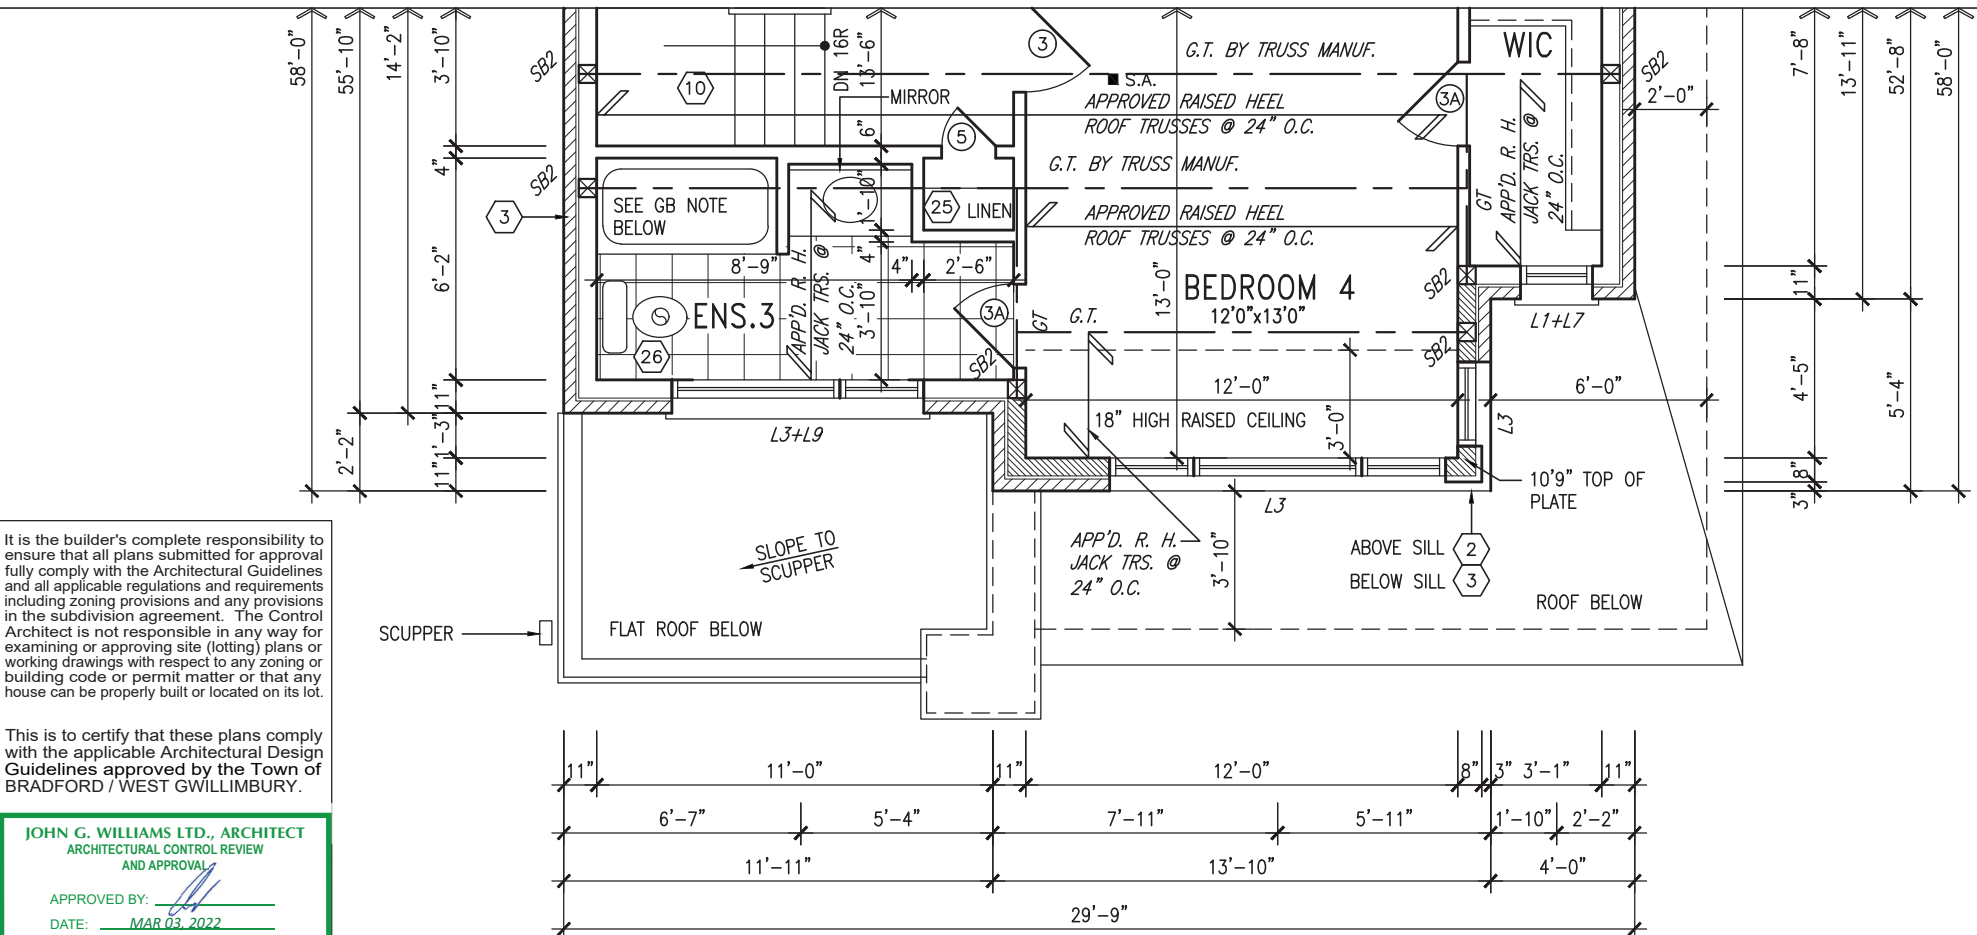 58'-0"
55'-10"
14'-2"
3'-10"
4"
6'-2"
11"
1'-3"
11"
2'-2"
SB2
SB2
3
10
DN 16R
13'-6"
6"
1'-10"
4"
3'-10"
MIRROR
5
3
S.A.
G.T. BY TRUSS MANUF.
APPROVED RAISED HEEL
ROOF TRUSSES @ 24" O.C.
G.T. BY TRUSS MANUF.
APPROVED RAISED HEEL
ROOF TRUSSES @ 24" O.C.
WIC
3A
SB2
2'-0"
GT
APP'D. R. H.
JACK TRS. @
24" O.C.
7'-8"
13'-11"
52'-8"
58'-0"
SEE GB NOTE
BELOW
25
LINEN
8'-9"
4"
2'-6"
ENS.3
26
APP'D. R. H.
JACK TRS. @
24" O.C.
3A
SB2
GT
G.T.
13'-0"
BEDROOM 4
12'0"x13'0"
SB2
SB2
L1+L7
11"
4'-5"
5'-4"
8"
3"
12'-0"
6'-0"
18" HIGH RAISED CEILING
3'-0"
L3
L3+L9
10'9" TOP OF
PLATE
L3
APP'D. R. H.
JACK TRS. @
24" O.C.
3'-10"
ABOVE SILL 2
BELOW SILL 3
ROOF BELOW
SLOPE TO
SCUPPER
SCUPPER
FLAT ROOF BELOW
It is the builder's complete responsibility to
ensure that all plans submitted for approval
fully comply with the Architectural Guidelines
and all applicable regulations and requirements
including zoning provisions and any provisions
in the subdivision agreement. The Control
Architect is not responsible in any way for
examining or approving site (lotting) plans or
working drawings with respect to any zoning or
building code or permit matter or that any
house can be properly built or located on its lot.
This is to certify that these plans comply
with the applicable Architectural Design
Guidelines approved by the Town of
BRADFORD / WEST GWILLIMBURY.
JOHN G. WILLIAMS LTD., ARCHITECT
ARCHITECTURAL CONTROL REVIEW
AND APPROVAL
APPROVED BY:
DATE: MAR 03, 2022
11" 11'-0" 11" 12'-0" 8" 3" 3'-1" 11"
6'-7" 5'-4" 7'-11" 5'-11" 1'-10" 2'-2"
11'-11" 13'-10" 4'-0"
29'-9"